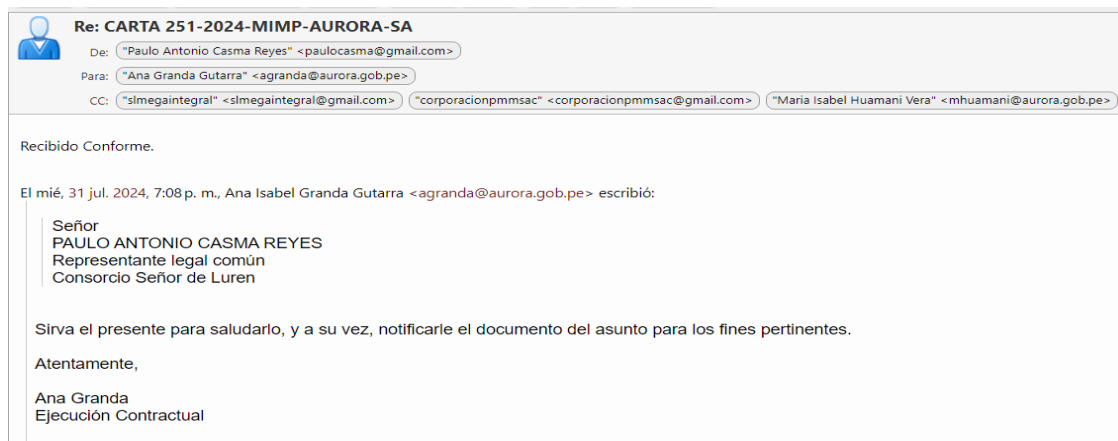 Re: CARTA 251-2024-MIMP-AURORA-SA
De: "Paulo Antonio Casma Reyes" <paulocasma@gmail.com>
Para: "Ana Granda Gutarra" <agranda@aurora.gob.pe>
CC: "slmegaintegral" <slmegaintegral@gmail.com> "corporacionpmmsac" <corporacionpmmsac@gmail.com> "Maria Isabel Huamani Vera" <mhuamani@aurora.gob.pe>
Recibido Conforme.
El mié, 31 jul. 2024, 7:08 p. m., Ana Isabel Granda Gutarra <agranda@aurora.gob.pe> escribió:
Señor
PAULO ANTONIO CASMA REYES
Representante legal común
Consorcio Señor de Luren
Sirva el presente para saludarlo, y a su vez, notificarle el documento del asunto para los fines pertinentes.
Atentamente,
Ana Granda
Ejecución Contractual